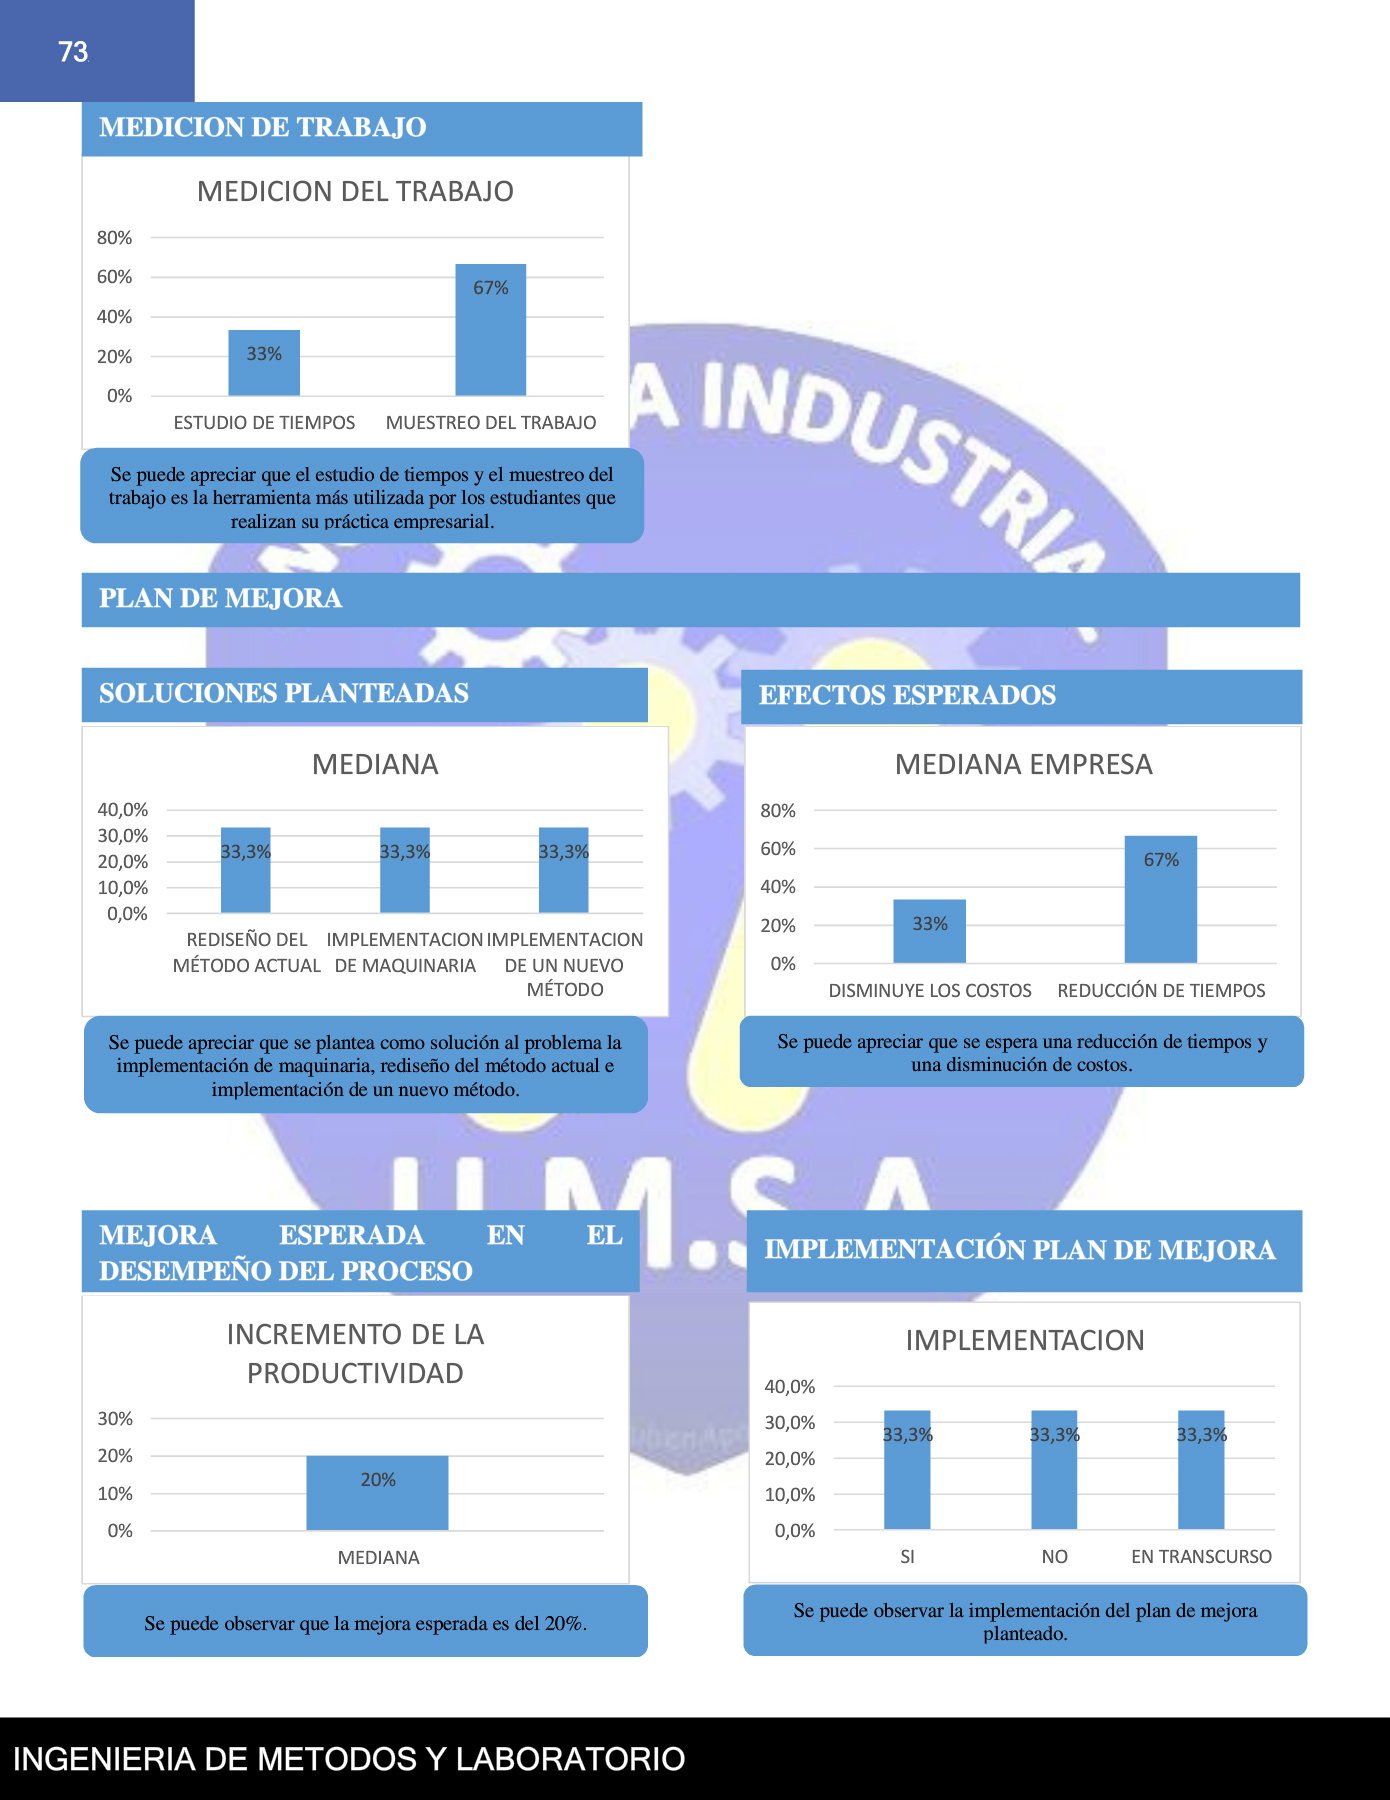 73
MEDICION DE TRABAJO
MEDICION DEL TRABAJO
80%
60%
40%
20%
0%
67%
33%
ESTUDIO DE TIEMPOS MUESTREO DEL TRABAJO
Se puede apreciar que el estudio de tiempos y el muestreo del
trabajo es la herramienta más utilizada por los estudiantes que
realizan su práctica empresarial.
A INDUSTRIAL
PLAN DE MEJORA
SOLUCIONES PLANTEADAS
MEDIANA
40,0%
30,0%
20,0%
10,0%
0,0%
33,3% 33,3% 33,3%
REDISEÑO DEL IMPLEMENTACION IMPLEMENTACION
MÉTODO ACTUAL DE MAQUINARIA DE UN NUEVO
MÉTODO
Se puede apreciar que se plantea como solución al problema la
implementación de maquinaria, rediseño del método actual e
implementación de un nuevo método.
EFECTOS ESPERADOS
MEDIANA EMPRESA
80%
60%
40%
20%
0%
67%
33%
DISMINUYE LOS COSTOS REDUCCIÓN DE TIEMPOS
Se puede apreciar que se espera una reducción de tiempos y
una disminución de costos.
U.M.S.A.
MEJORA ESPERADA EN EL
DESEMPEÑO DEL PROCESO
INCREMENTO DE LA
PRODUCTIVIDAD
30%
20%
10%
0%
20%
MEDIANA
Se puede observar que la mejora esperada es del 20%.
IMPLEMENTACIÓN PLAN DE MEJORA
IMPLEMENTACION
40,0%
30,0%
20,0%
10,0%
0,0%
33,3% 33,3% 33,3%
SI NO EN TRANSCURSO
Se puede observar la implementación del plan de mejora
planteado.
INGENIERIA DE METODOS Y LABORATORIO